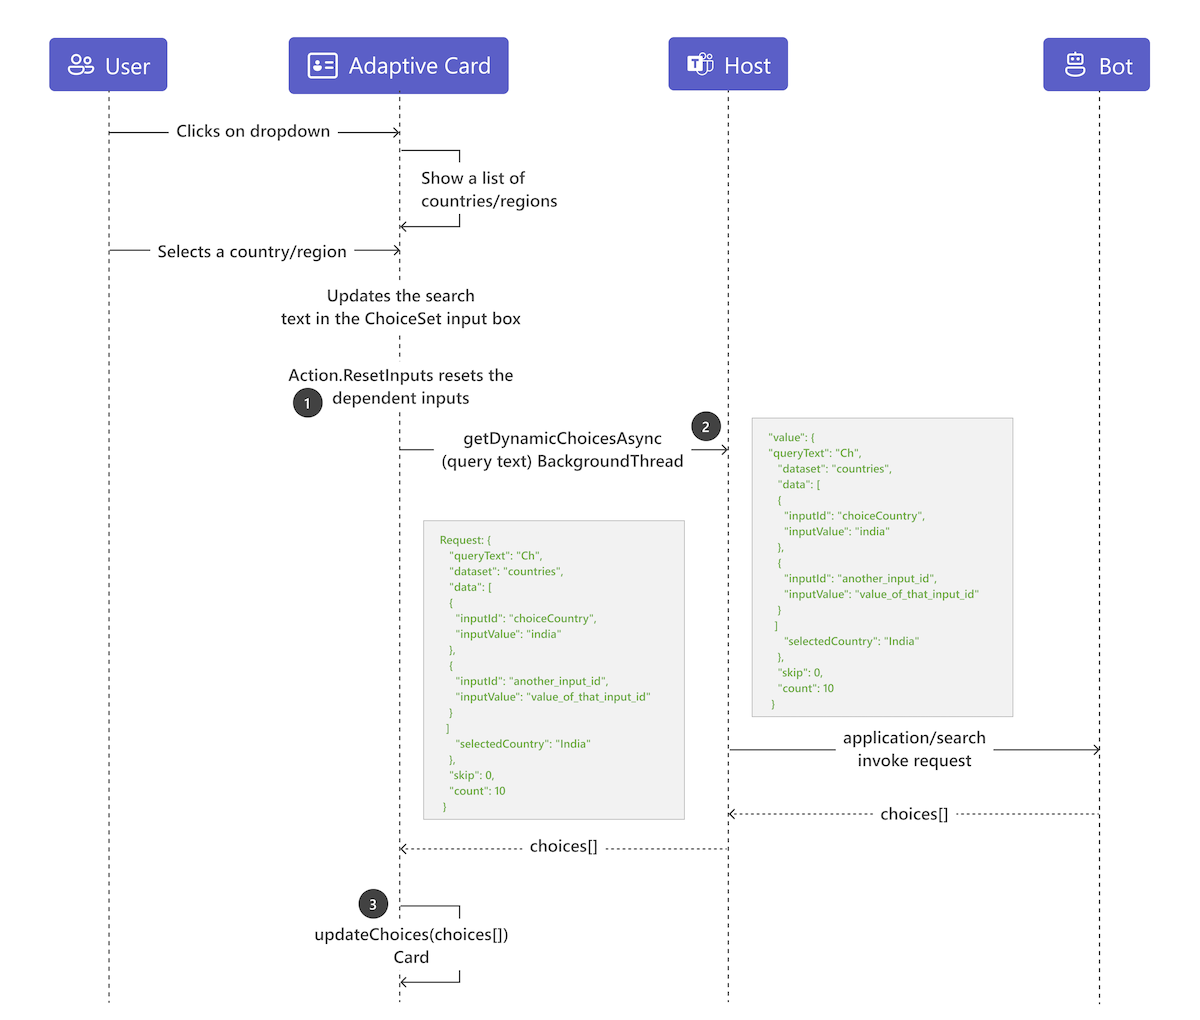 User
Adaptive Card
Host
Bot
Clicks on dropdown
Show a list of
countries/regions
Selects a country/region
Updates the search
text in the ChoiceSet input box
Action.ResetInputs resets the
dependent inputs
1
getDynamicChoicesAsync
(query text) BackgroundThread
2
"value": {
"queryText": "Ch",
"dataset": "countries",
"data": [
{
"inputId": "choiceCountry",
"inputValue": "india"
},
{
"inputId": "another_input_id",
"inputValue": "value_of_that_input_id"
}
]
"selectedCountry": "India"
},
"skip": 0,
"count": 10
}
Request: {
"queryText": "Ch",
"dataset": "countries",
"data": [
{
"inputId": "choiceCountry",
"inputValue": "india"
},
{
"inputId": "another_input_id",
"inputValue": "value_of_that_input_id"
}
]
"selectedCountry": "India"
},
"skip": 0,
"count": 10
}
application/search
invoke request
choices[]
choices[]
3
updateChoices(choices[])
Card